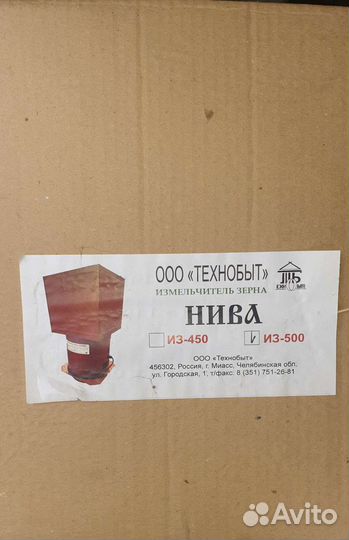 ООО «ТЕХНОБЫТ»
ИЗМЕЛЬЧИТЕЛЬ ЗЕРНА
НИВА
ИЗ-450
V ИЗ-500
ООО «Технобыт»
456302, Россия, г. Миасс, Челябинская обл.
ул. Городская, 1, т/факс: 8 (351) 751-26-81
Avito